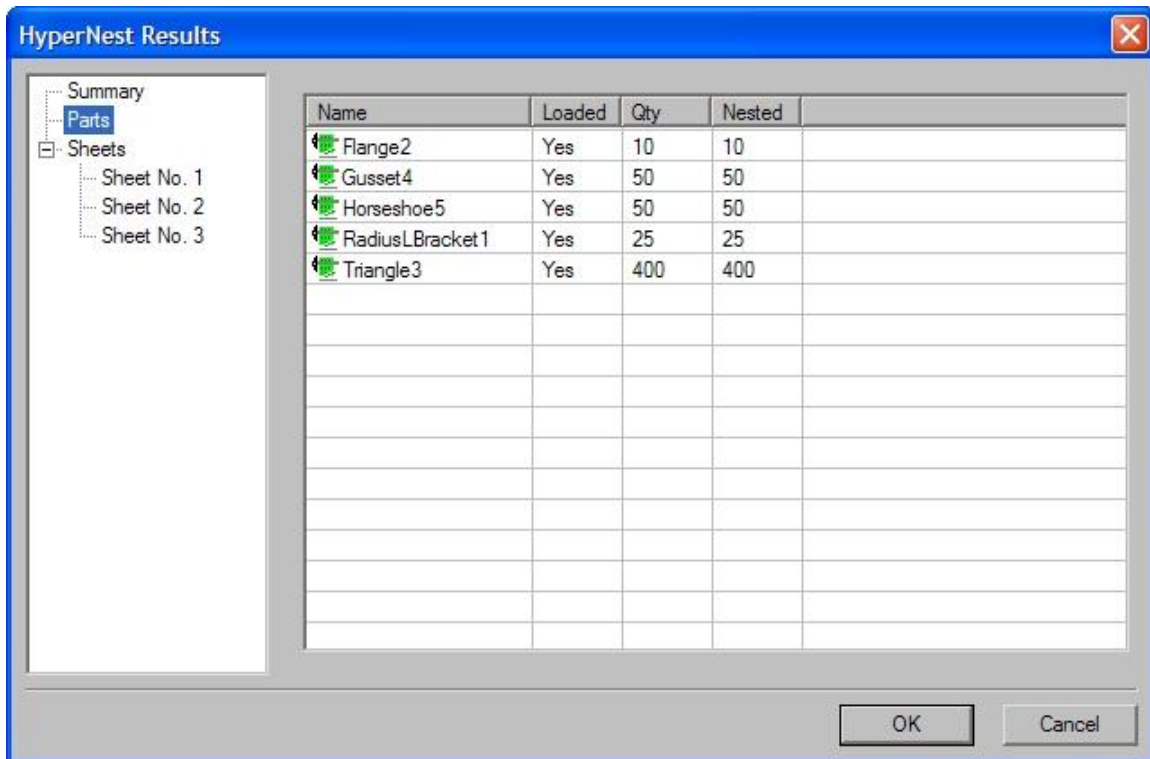 HyperNest Results
Summary
Parts
Sheets
Sheet No. 1
Sheet No. 2
Sheet No. 3
Name Loaded Qty Nested
Flange2 Yes 10 10
Gusset4 Yes 50 50
Horseshoe5 Yes 50 50
RadiusLBracket1 Yes 25 25
Triangle3 Yes 400 400
OK Cancel